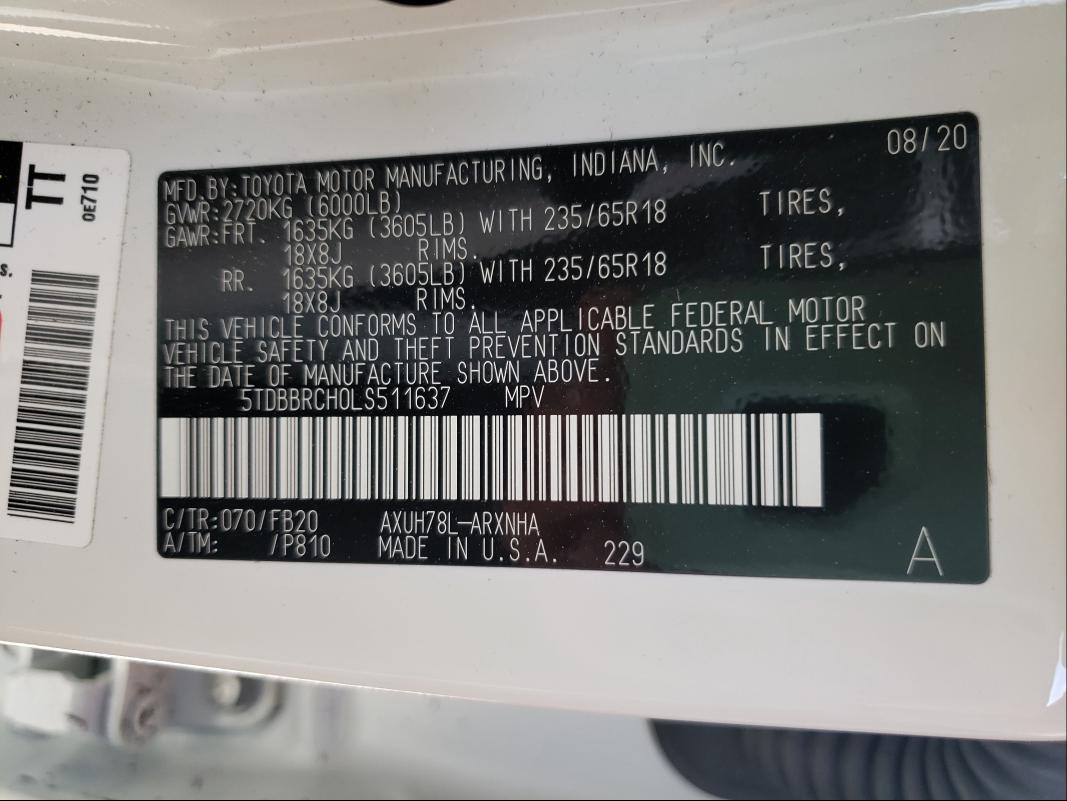 MFD.BY:TOYOTA MOTOR MANUFACTURING, INDIANA, INC. 08/20
GVWR:2720KG (6000LB)
GAWR:FRT. 1635KG (3605LB) WITH 235/65R18 TIRES,
18X8J RIMS.
RR. 1635KG (3605LB) WITH 235/65R18 TIRES,
18X8J RIMS.
THIS VEHICLE CONFORMS TO ALL APPLICABLE FEDERAL MOTOR
VEHICLE SAFETY AND THEFT PREVENTION STANDARDS IN EFFECT ON
THE DATE OF MANUFACTURE SHOWN ABOVE.
5TDBBRCH0LS511637 MPV
C/TR:070/FB20 AXUH78L-ARXNHA
A/TM: /P810 MADE IN U.S.A. 229 A
TT
0E710
s.